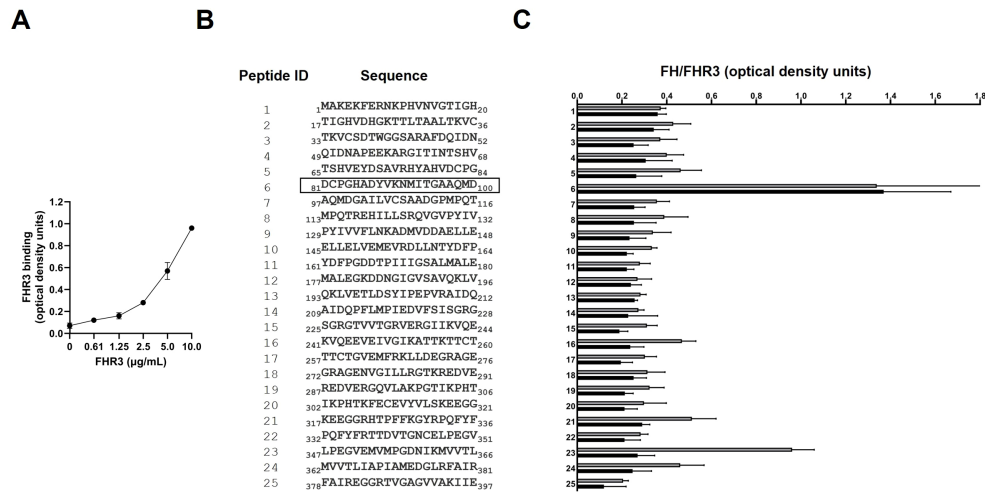 A
B
C
Peptide ID Sequence
1 1MAKEKFERNKPHVNVGTIGH20
2 17TIGHVDHGKTTLTAALTKVC36
3 33TKVCSDTWGGSARAFDQIDN52
4 49QIDNAPEEKARGITINTSHV68
5 65TSHVEYDSAVRHYAHVDCPG84
6 81DCPGHADYVKNMITGAAQMD100
7 97AQMDGAILVCSAADGPMPQT116
8 113MPQTREHILLSRQVGVPYIV132
9 129PYIVVFLNKADMVDDAELLE148
10 145ELLELVEMEVRDLLNTYDFP164
11 161YDFPGDDTPIIIGSALMALE180
12 177MALEGKDDNGIGVSAVQKLV196
13 193QKLVETLDSYIPEPVRAIDQ212
14 209AIDQPFLMPIEDVFSISGRG228
15 225SGRGTVVTGRVERGIIKVQE244
16 241KVQEEVEIVGIKATTKTTCT260
17 257TTCTGVEMFRKLLDEGRAGE276
18 272GRAGENVGILLRGTKREDVE291
19 287REDVERGQVLAKPGTIKPHT306
20 302IKPHTKFECEVYVLSKEEGG321
21 317KEEGGRHTPFFKGYRPQFYF336
22 332PQFYFRTTDVTGNCELPEGV351
23 347LPEGVEMVMPGDNIKMVVTL366
24 362MVVTLIAPIAMEDGLRFAIR381
25 378FAIREGGRTVGAGVVAKIIE397
FHR3 binding
(optical density units)
1.2
1.0
0.8
0.6
0.4
0.2
0.0
0 0.61 1.25 2.5 5.0 10.0
FHR3 (µg/mL)
FH/FHR3 (optical density units)
0,0 0,2 0,4 0,6 0,8 1,0 1,2 1,4 1,6 1,8
1
2
3
4
5
6
7
8
9
10
11
12
13
14
15
16
17
18
19
20
21
22
23
24
25